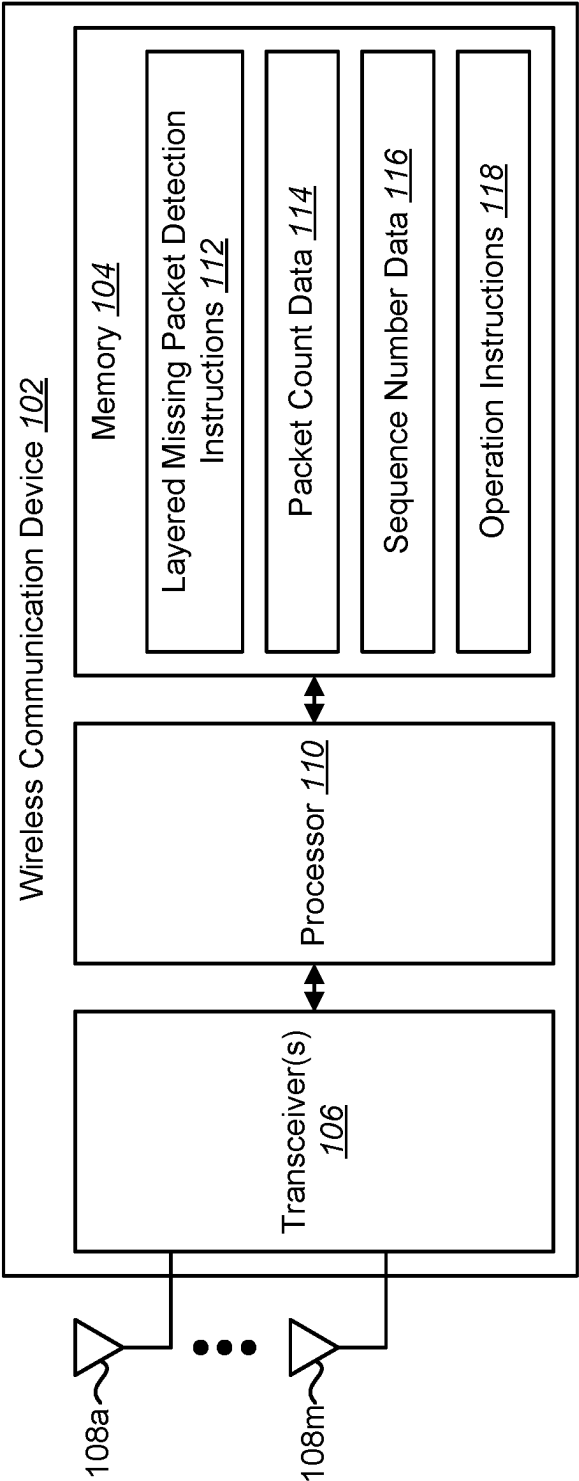 Wireless Communication Device 102
108a
108m
Transceiver(s)
106
Processor 110
Memory 104
Layered Missing Packet Detection
Instructions 112
Packet Count Data 114
Sequence Number Data 116
Operation Instructions 118